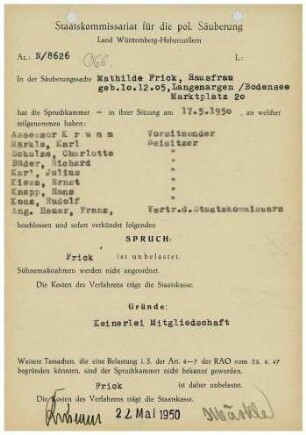 Staatskommissariat für die pol. Säuberung
Land Württemberg-Hohenzollern
Az.: N/8626 L:
In der Säuberungssache Mathilde Frick, Hausfrau
geb.10.12.05, Langenargen /Bodensee
Marktplatz 20
hat die Spruchkammer – in ihrer Sitzung am 17.5.1950 an welcher
teilgenommen haben:
Assessor K r u m m Vorsitzender
Märkle, Karl Beisitzer
Schulze, Charlotte "
Bäder, Richard "
Karl, Julius "
Kiess, Ernst "
Knapp, Hans "
Rudolf "
Ang. Hauer, Franz, Vertr.d.Staatskommissars
beschlossen und sofort verkündet folgenden
SPRUCH:
Frick ist unbelastet.
Sühnemaßnahmen werden nicht angeordnet.
Die Kosten des Verfahrens trägt die Staatskasse.
Gründe:
Keinerlei Mitgliedschaft
Weitere Tatsachen, die eine Belastung i. S. der Art. 4–7 der RAO vom 25. 4. 47
begründen könnten, sind der Spruchkammer nicht bekannt geworden.
Frick ist daher unbelastet.
Die Kosten des Verfahrens trägt die Staatskasse.
22. Mai 1950 Märkle